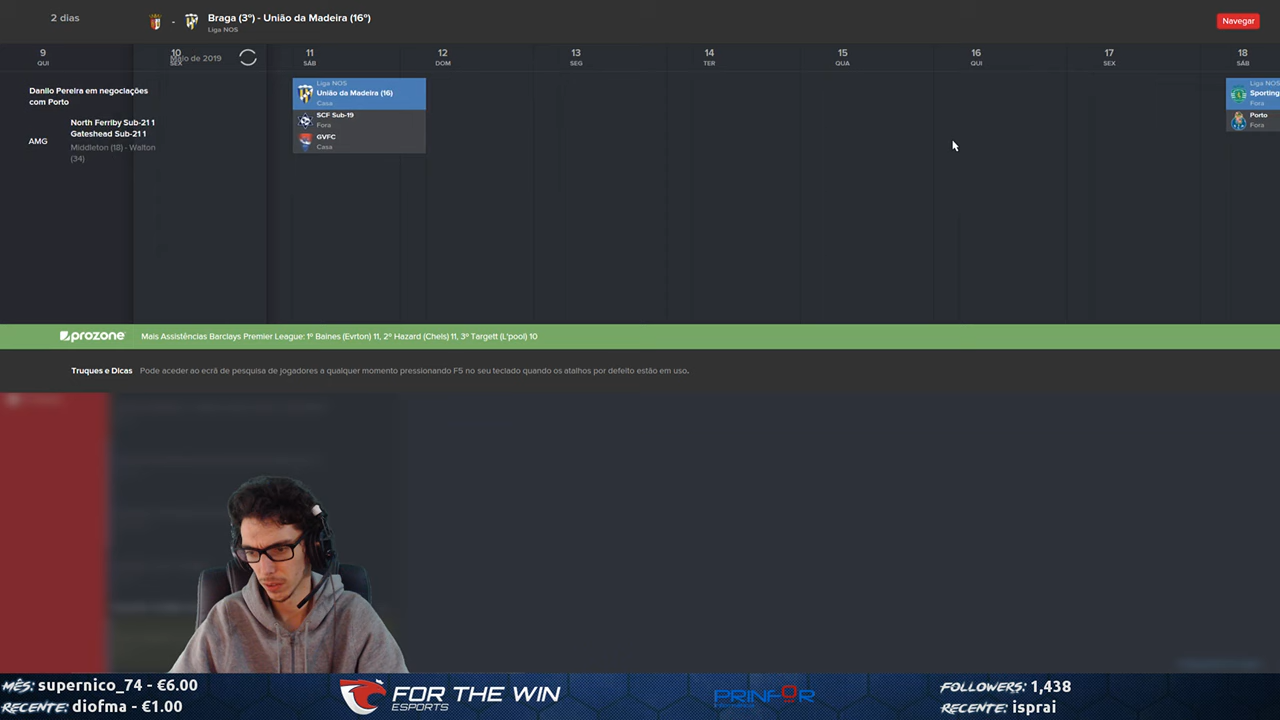 2 dias
-
Braga (3º) - União da Madeira (16º)
Liga NOS
Navegar
9
QUI
10
SEX
Maio de 2019
11
SÁB
12
DOM
13
SEG
14
TER
15
QUA
16
QUI
17
SEX
18
SÁB
Danilo Pereira em negociações
com Porto
AMG
North Ferriby Sub-21 1
Gateshead Sub-21 1
Middleton (18) - Walton
(34)
Liga NOS
União da Madeira (16)
Casa
SCF Sub-19
Fora
GVFC
Casa
Liga NOS
Sporting
Fora
Porto
Fora
prozone
Mais Assistências Barclays Premier League: 1º Baines (Evrton) 11, 2º Hazard (Chels) 11, 3º Targett (L'pool) 10
Truques e Dicas
Pode aceder ao ecrã de pesquisa de jogadores a qualquer momento pressionando F5 no seu teclado quando os atalhos por defeito estão em uso.
MÊS: supernico_74 - €6.00
RECENTE: diofma - €1.00
FOR THE WIN
ESPORTS
PRINFOR
FOLLOWERS: 1,438
RECENTE: isprai